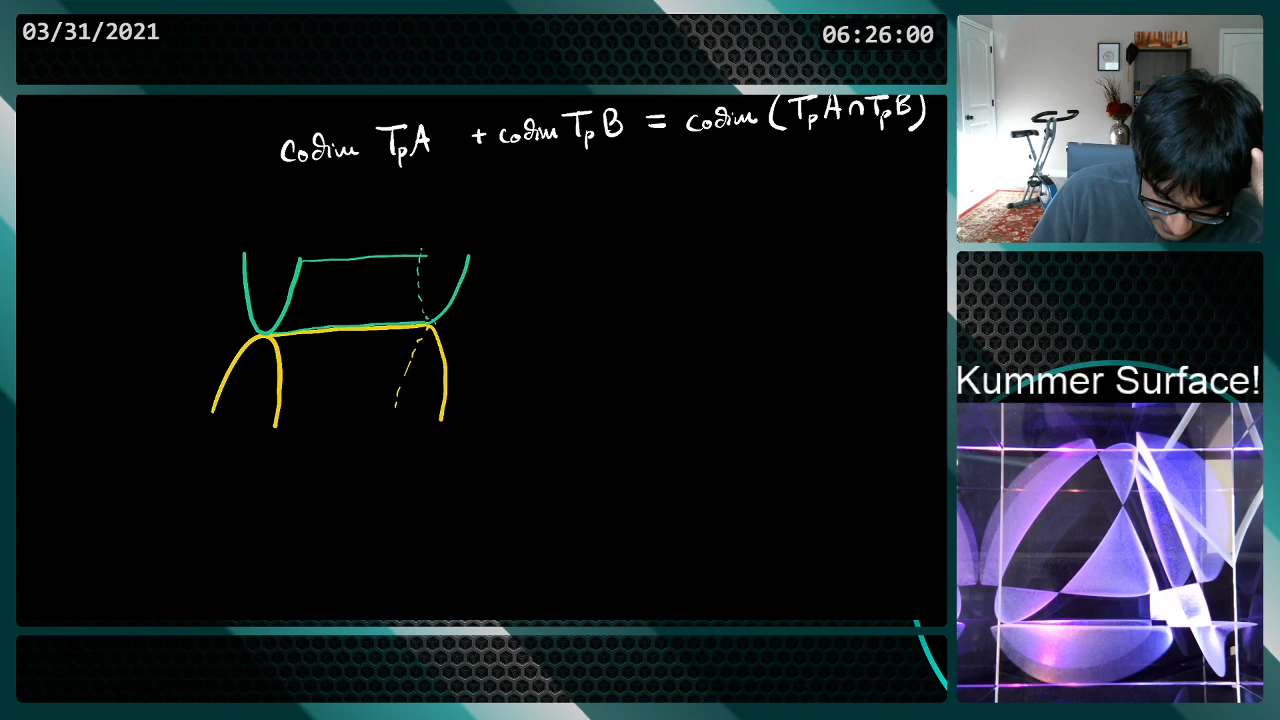 03/31/2021
06:26:00
codim TₚA + codim TₚB = codim (TₚA∩TₚB)
Kummer Surface!